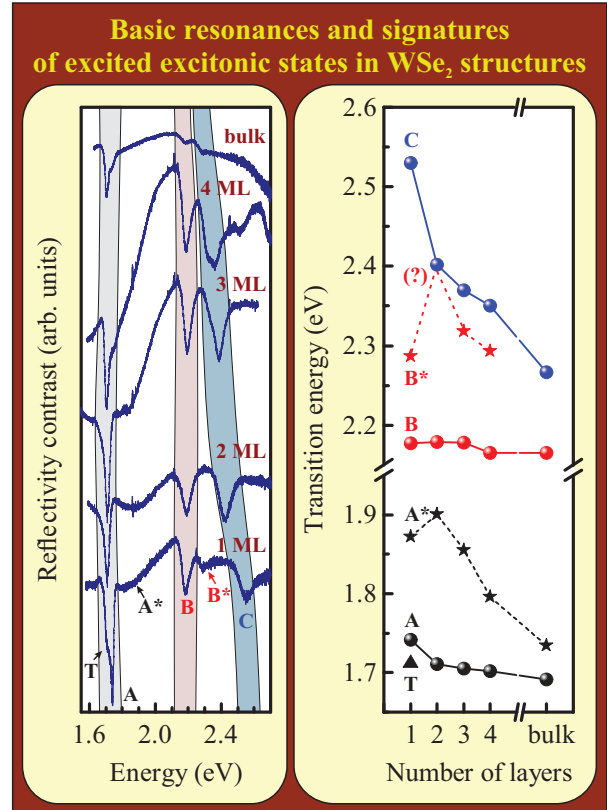 Basic resonances and signatures
of excited excitonic states in WSe₂ structures
Reflectivity contrast (arb. units)
bulk
4 ML
3 ML
2 ML
1 ML
A*
B
B*
C
T
A
1.6 2.0 2.4
Energy (eV)
Transition energy (eV)
2.6
2.5
2.4
2.3
2.2
1.9
1.8
1.7
C
(?)
B*
B
A*
A
T
1 2 3 4 bulk
Number of layers